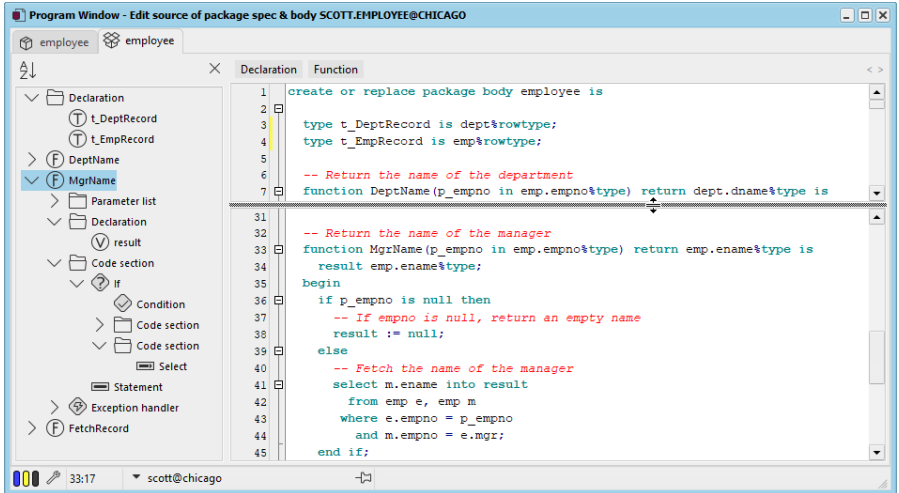 Program Window - Edit source of package spec & body SCOTT.EMPLOYEE@CHICAGO
employee
employee
Declaration
t_DeptRecord
t_EmpRecord
DeptName
MgrName
Parameter list
Declaration
result
Code section
If
Condition
Code section
Code section
Select
Statement
Exception handler
FetchRecord
Declaration Function
1 create or replace package body employee is
2
3 type t_DeptRecord is dept%rowtype;
4 type t_EmpRecord is emp%rowtype;
5
6 -- Return the name of the department
7 function DeptName(p_empno in emp.empno%type) return dept.dname%type is
31
32 -- Return the name of the manager
33 function MgrName(p_empno in emp.empno%type) return emp.ename%type is
34 result emp.ename%type;
35 begin
36 if p_empno is null then
37 -- If empno is null, return an empty name
38 result := null;
39 else
40 -- Fetch the name of the manager
41 select m.ename into result
42 from emp e, emp m
43 where e.empno = p_empno
44 and m.empno = e.mgr;
45 end if;
33:17 scott@chicago